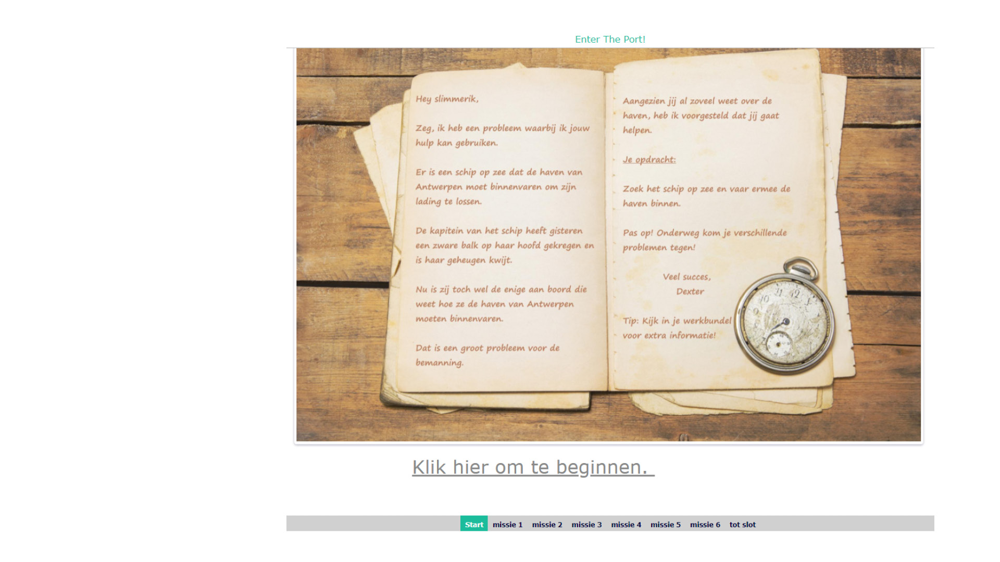 Enter The Port!
Hey slimmerik,
Zeg, ik heb een probleem waarbij ik jouw
hulp kan gebruiken.
Er is een schip op zee dat de haven van
Antwerpen moet binnenvaren om zijn
lading te lossen.
De kapitein van het schip heeft gisteren
een zware balk op haar hoofd gekregen en
is haar geheugen kwijt.
Nu is zij toch wel de enige aan boord die
weet hoe ze de haven van Antwerpen
moeten binnenvaren.
Dat is een groot probleem voor de
bemanning.
Aangezien jij al zoveel weet over de
haven, heb ik voorgesteld dat jij gaat
helpen.
Je opdracht:
Zoek het schip op zee en vaar ermee de
haven binnen.
Pas op! Onderweg kom je verschillende
problemen tegen!
Veel succes,
Dexter
Tip: Kijk in je werkbundel
voor extra informatie!
9 10 11 12
Klik hier om te beginnen.
Start missie 1 missie 2 missie 3 missie 4 missie 5 missie 6 tot slot